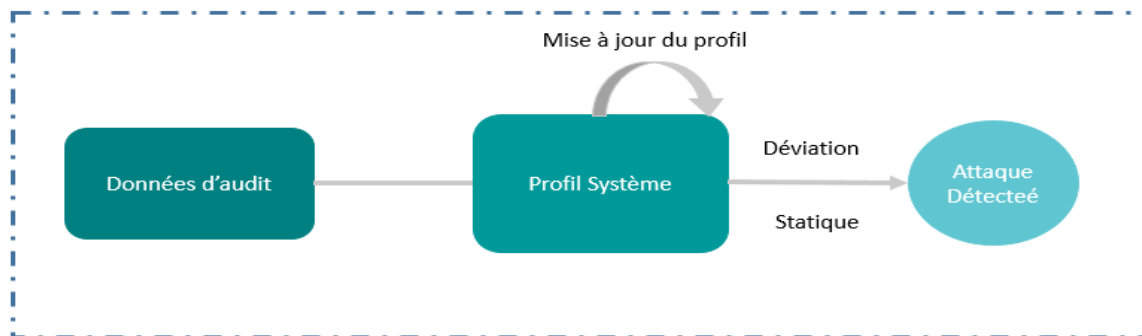 Mise à jour du profil
Données d'audit
Profil Système
Déviation
Statique
Attaque
Détecteé